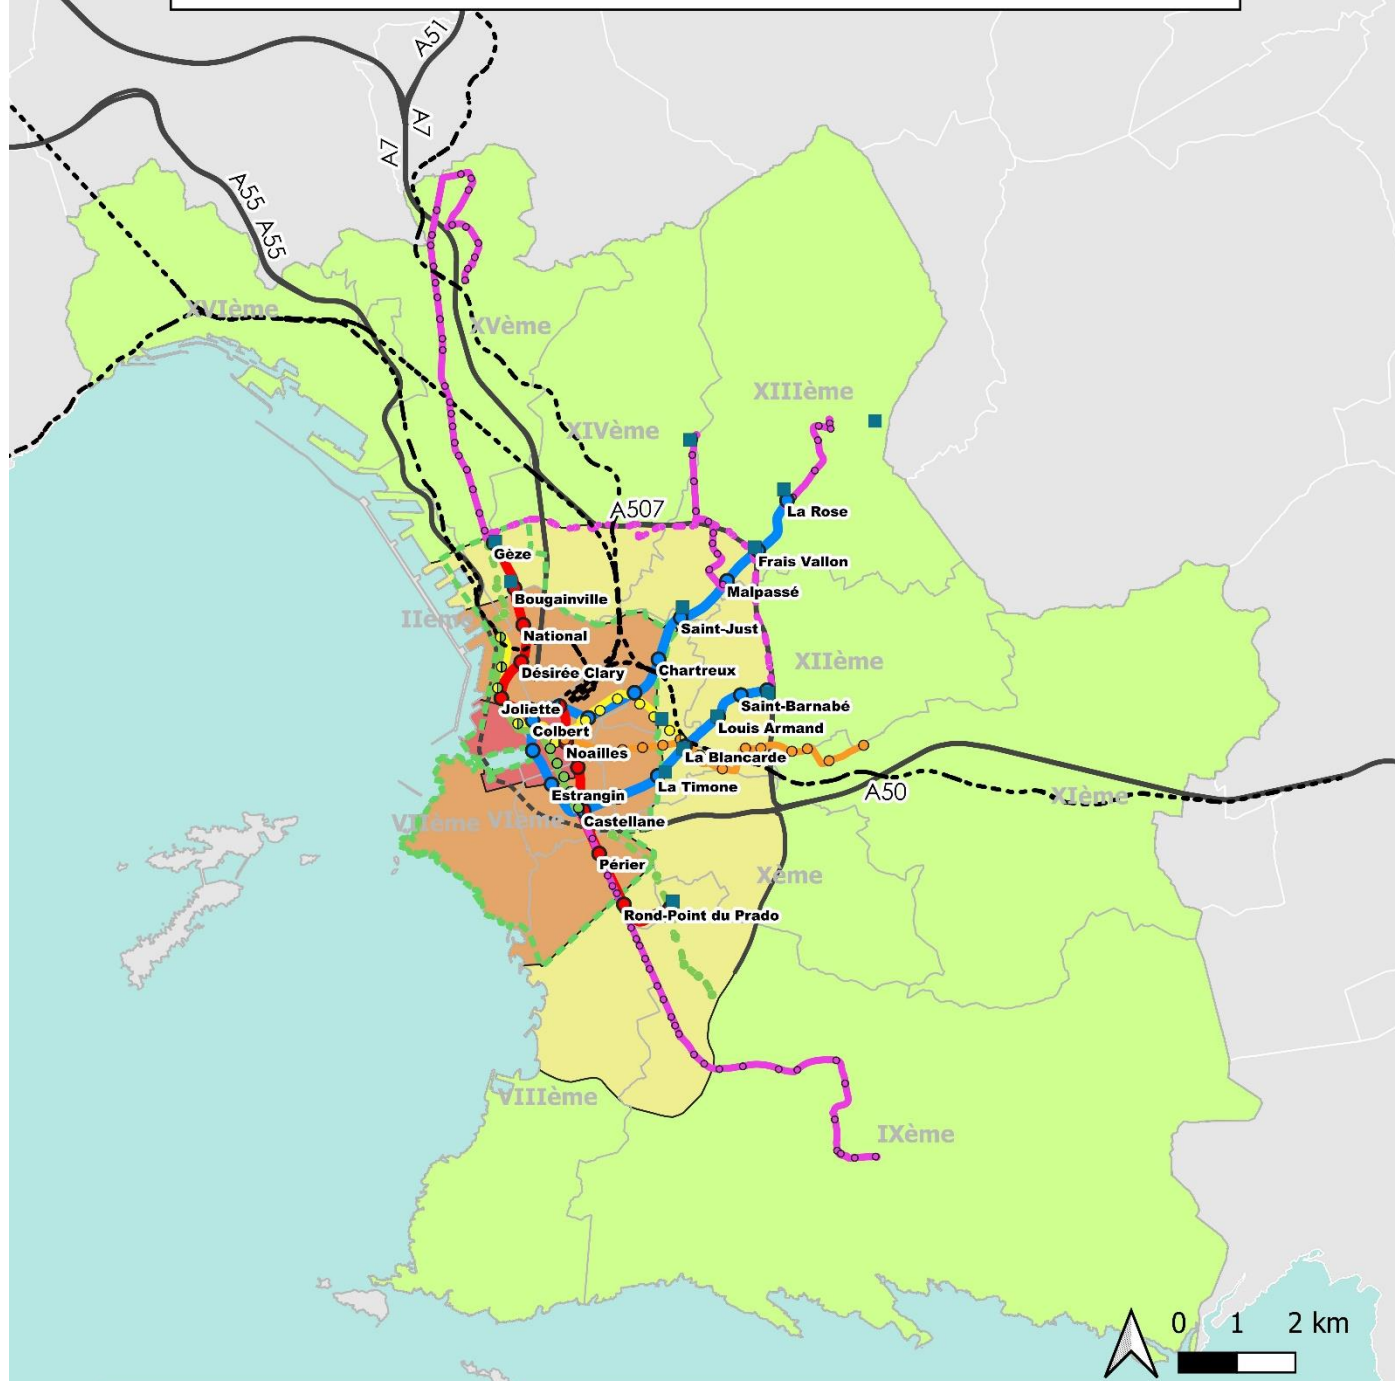 A51
A7
A7
A55
A55
XVIème
XVème
XIIIème
XIVème
A507
La Rose
Gèze
Frais Vallon
Malpassé
Bougainville
IIème
National
Saint-Just
XIIème
Désirée Clary
Chartreux
Joliette
Saint-Barnabé
Colbert
Louis Armand
Noailles
La Blancarde
La Timone
Estrangin
A50
XIème
VIIème
VIème
Castellane
Périer
Xème
Rond-Point du Prado
VIIIème
IXème
0 1 2 km